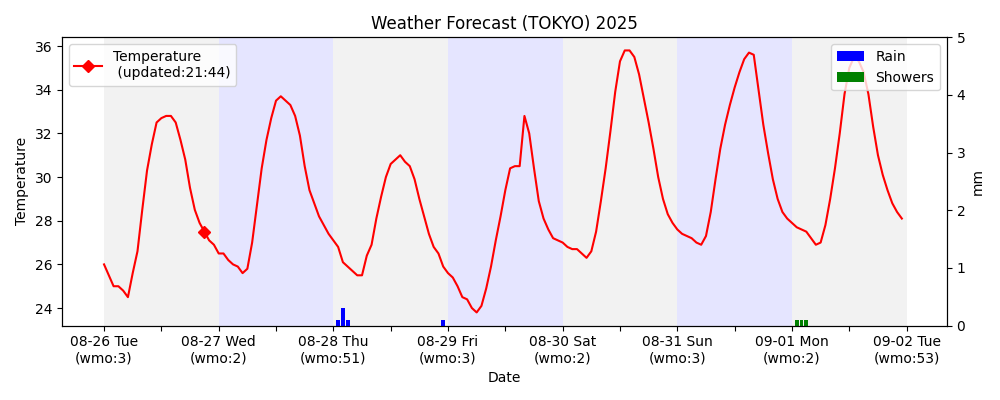 Weather Forecast (TOKYO) 2025
Temperature
(updated:21:44)
Rain
Showers
Temperature
36
34
32
30
28
26
24
5
4
3
2
1
0
mm
08-26 Tue
(wmo:3)
08-27 Wed
(wmo:2)
08-28 Thu
(wmo:51)
08-29 Fri
(wmo:3)
08-30 Sat
(wmo:2)
08-31 Sun
(wmo:3)
09-01 Mon
(wmo:2)
09-02 Tue
(wmo:53)
Date